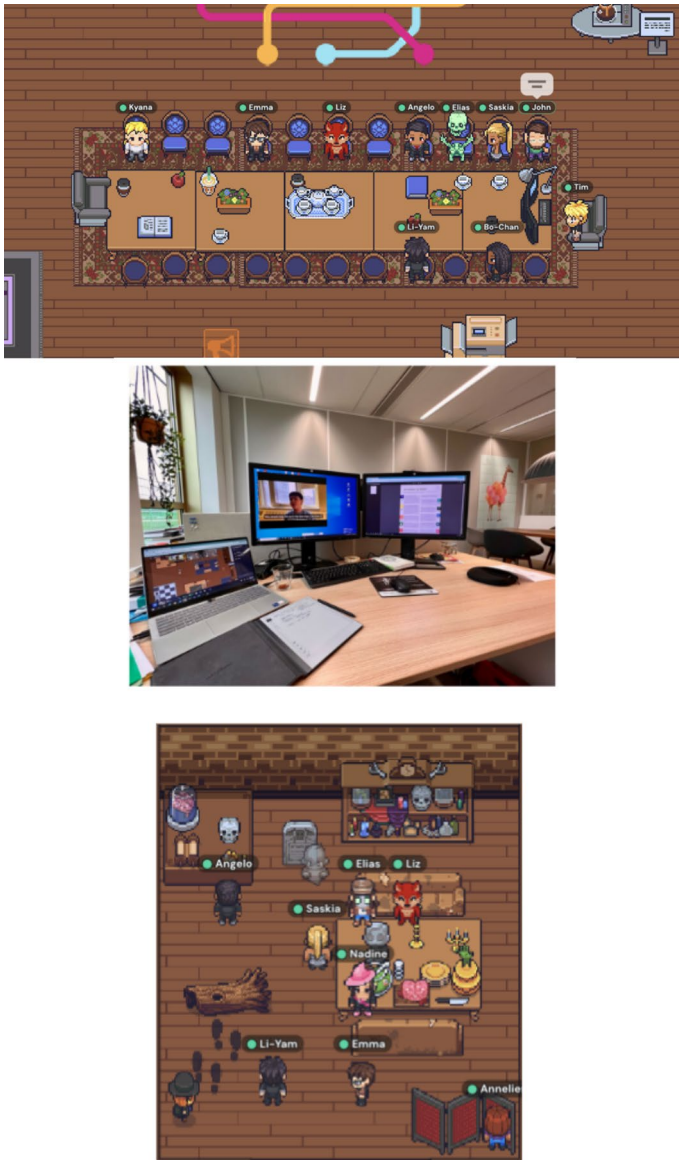 Kyana
Emma
Liz
Angelo
Elias
Saskia
John
Tim
Li-Yam
Bo-Chan
Angelo
Elias
Liz
Saskia
Nadine
Li-Yam
Emma
Annelie